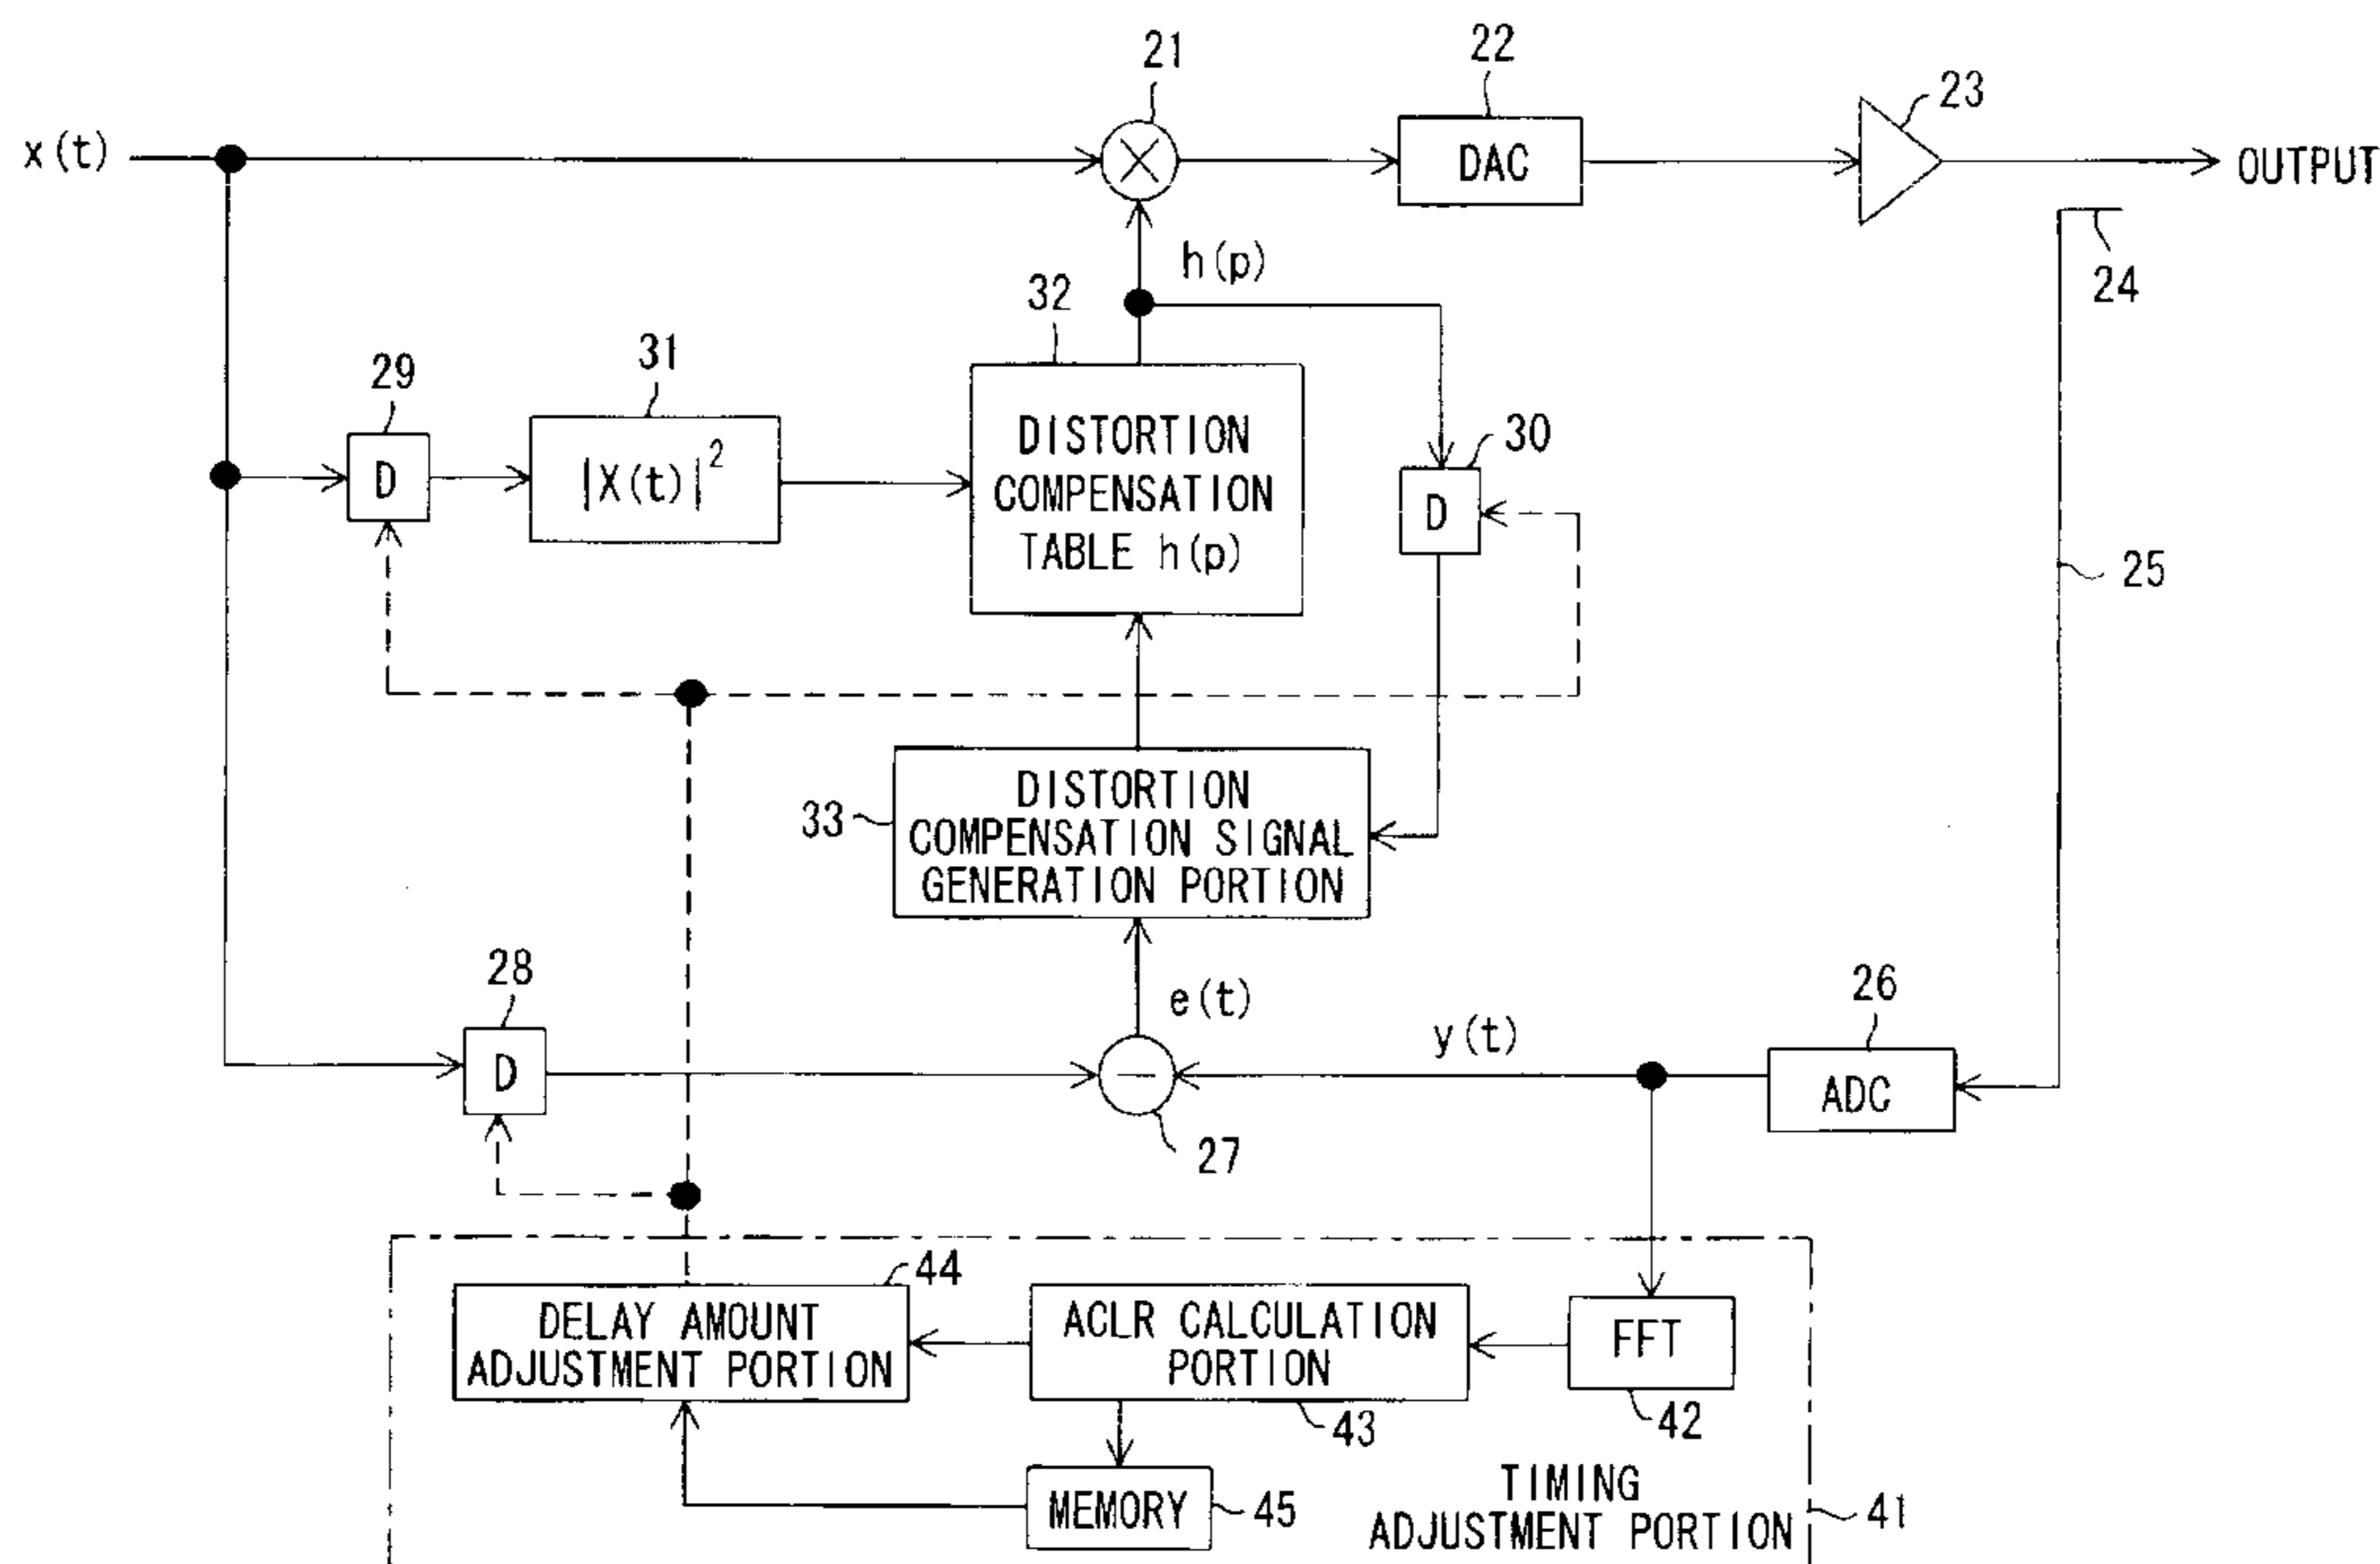 21
22
23
x(t)
DAC
OUTPUT
h(p)
24
32
31
29
30
DISTORTION
COMPENSATION
TABLE h(p)
|X(t)|²
D
D
25
33
DISTORTION
COMPENSATION SIGNAL
GENERATION PORTION
28
e(t)
y(t)
26
D
−
ADC
27
44
DELAY AMOUNT
ADJUSTMENT PORTION
ACLR CALCULATION
PORTION
FFT
43
42
MEMORY
45
TIMING
ADJUSTMENT PORTION
41